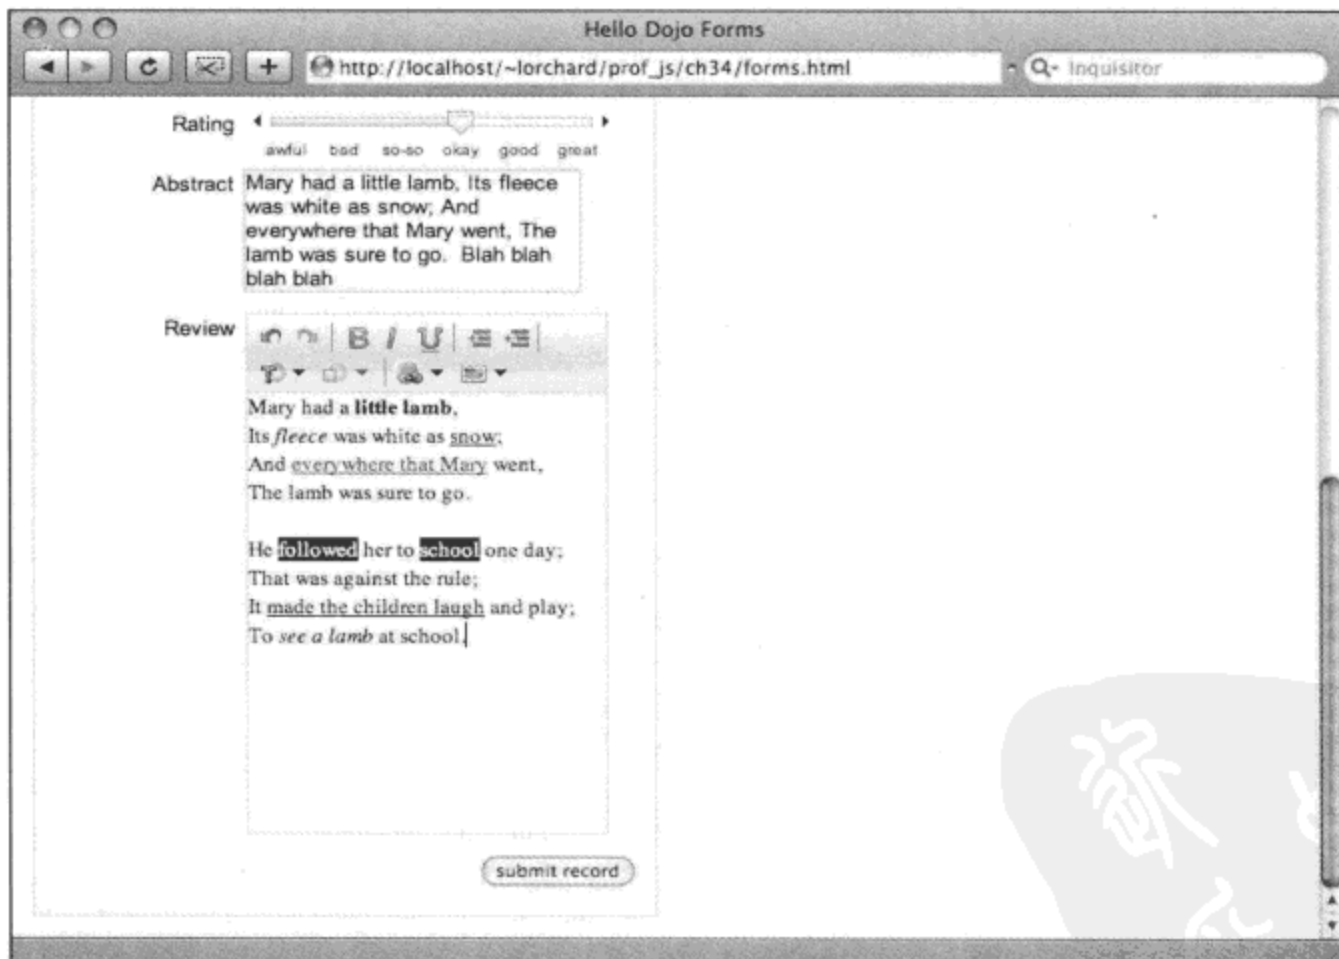 Hello Dojo Forms
http://localhost/~lorchard/prof_js/ch34/forms.html
Inquisitor
Rating
awful bad so-so okay good great
Abstract
Mary had a little lamb, Its fleece
was white as snow; And
everywhere that Mary went, The
lamb was sure to go.  Blah blah
blah blah
Review
B I U
Mary had a little lamb,
Its fleece was white as snow;
And everywhere that Mary went,
The lamb was sure to go.
He followed her to school one day;
That was against the rule;
It made the children laugh and play;
To see a lamb at school.
submit record